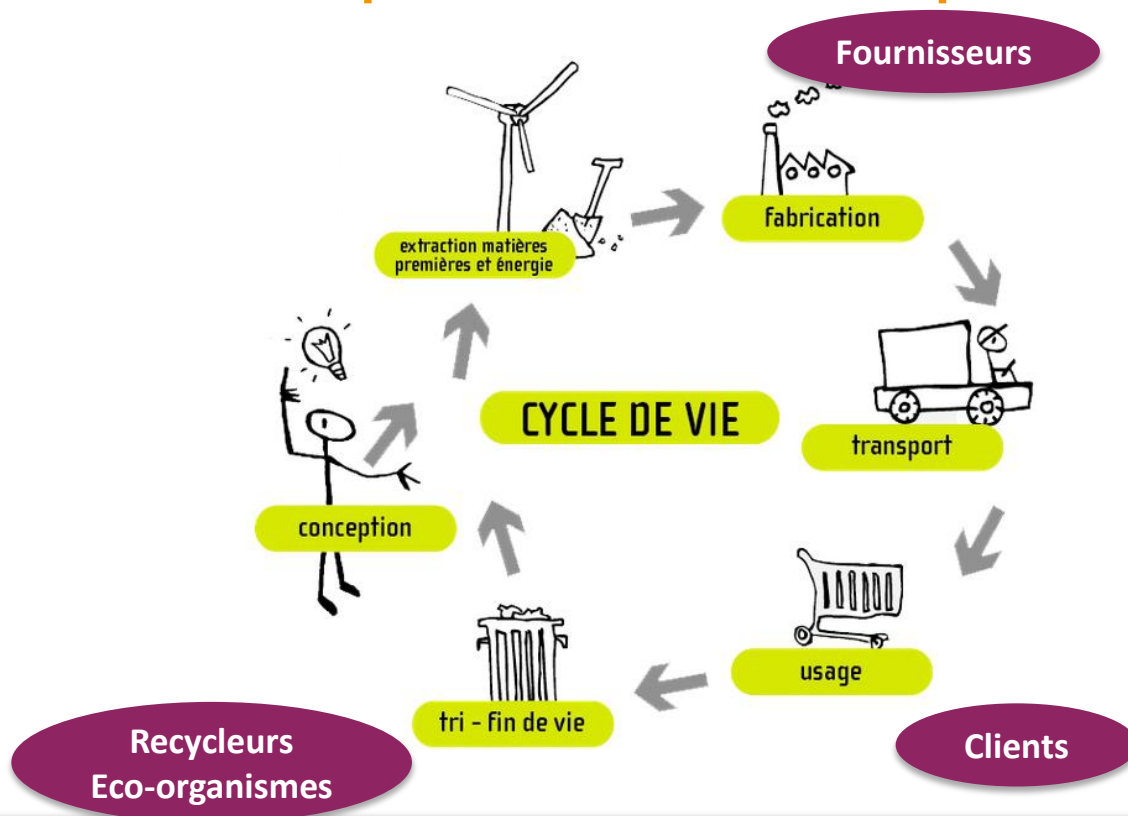 Fournisseurs
extraction matières
premières et énergie
fabrication
CYCLE DE VIE
transport
conception
usage
tri - fin de vie
Recycleurs
Eco-organismes
Clients